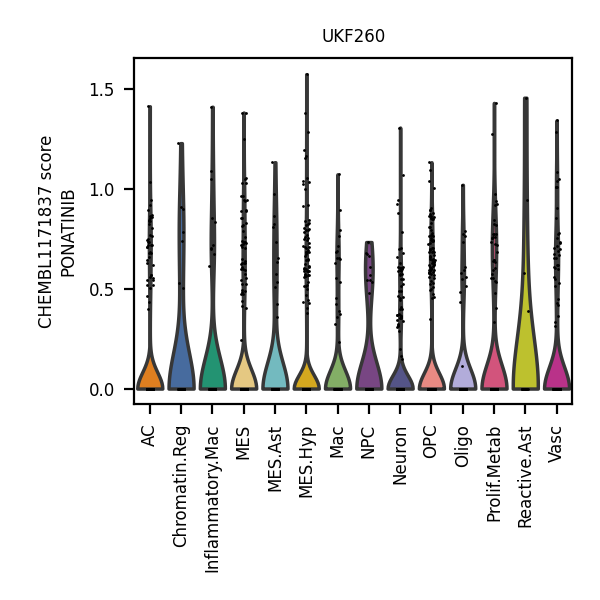 UKF260
CHEMBL1171837 score
PONATINIB
1.5
1.0
0.5
0.0
AC
Chromatin.Reg
Inflammatory.Mac
MES
MES.Ast
MES.Hyp
Mac
NPC
Neuron
OPC
Oligo
Prolif.Metab
Reactive.Ast
Vasc